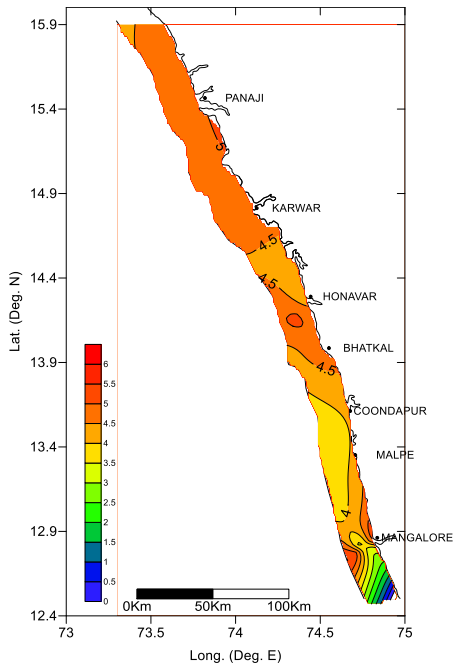 15.9
15.4
PANAJI
5
14.9
KARWAR
4.5
14.4
4.5
HONAVAR
Lat. (Deg. N)
13.9
BHATKAL
4.5
6
5.5
5
4.5
4
3.5
3
2.5
2
1.5
1
0.5
0
COONDAPUR
13.4
MALPE
4
12.9
MANGALORE
0Km 50Km 100Km
12.4
73 73.5 74 74.5 75
Long. (Deg. E)